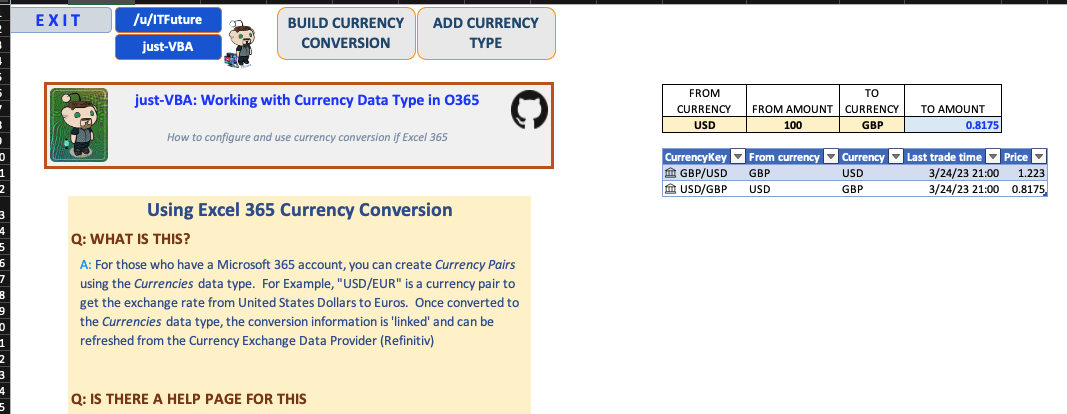 EXIT
/u/ITFuture
just-VBA
BUILD CURRENCY
CONVERSION
ADD CURRENCY
TYPE
just-VBA: Working with Currency Data Type in O365
How to configure and use currency conversion if Excel 365
FROM
CURRENCY
FROM AMOUNT
TO
CURRENCY
TO AMOUNT
USD 100 GBP 0.8175
CurrencyKey From currency Currency Last trade time Price
GBP/USD GBP USD 3/24/23 21:00 1.223
USD/GBP USD GBP 3/24/23 21:00 0.8175
Using Excel 365 Currency Conversion
Q: WHAT IS THIS?
A: For those who have a Microsoft 365 account, you can create Currency Pairs
using the Currencies data type. For Example, "USD/EUR" is a currency pair to
get the exchange rate from United States Dollars to Euros. Once converted to
the Currencies data type, the conversion information is 'linked' and can be
refreshed from the Currency Exchange Data Provider (Refinitiv)
Q: IS THERE A HELP PAGE FOR THIS